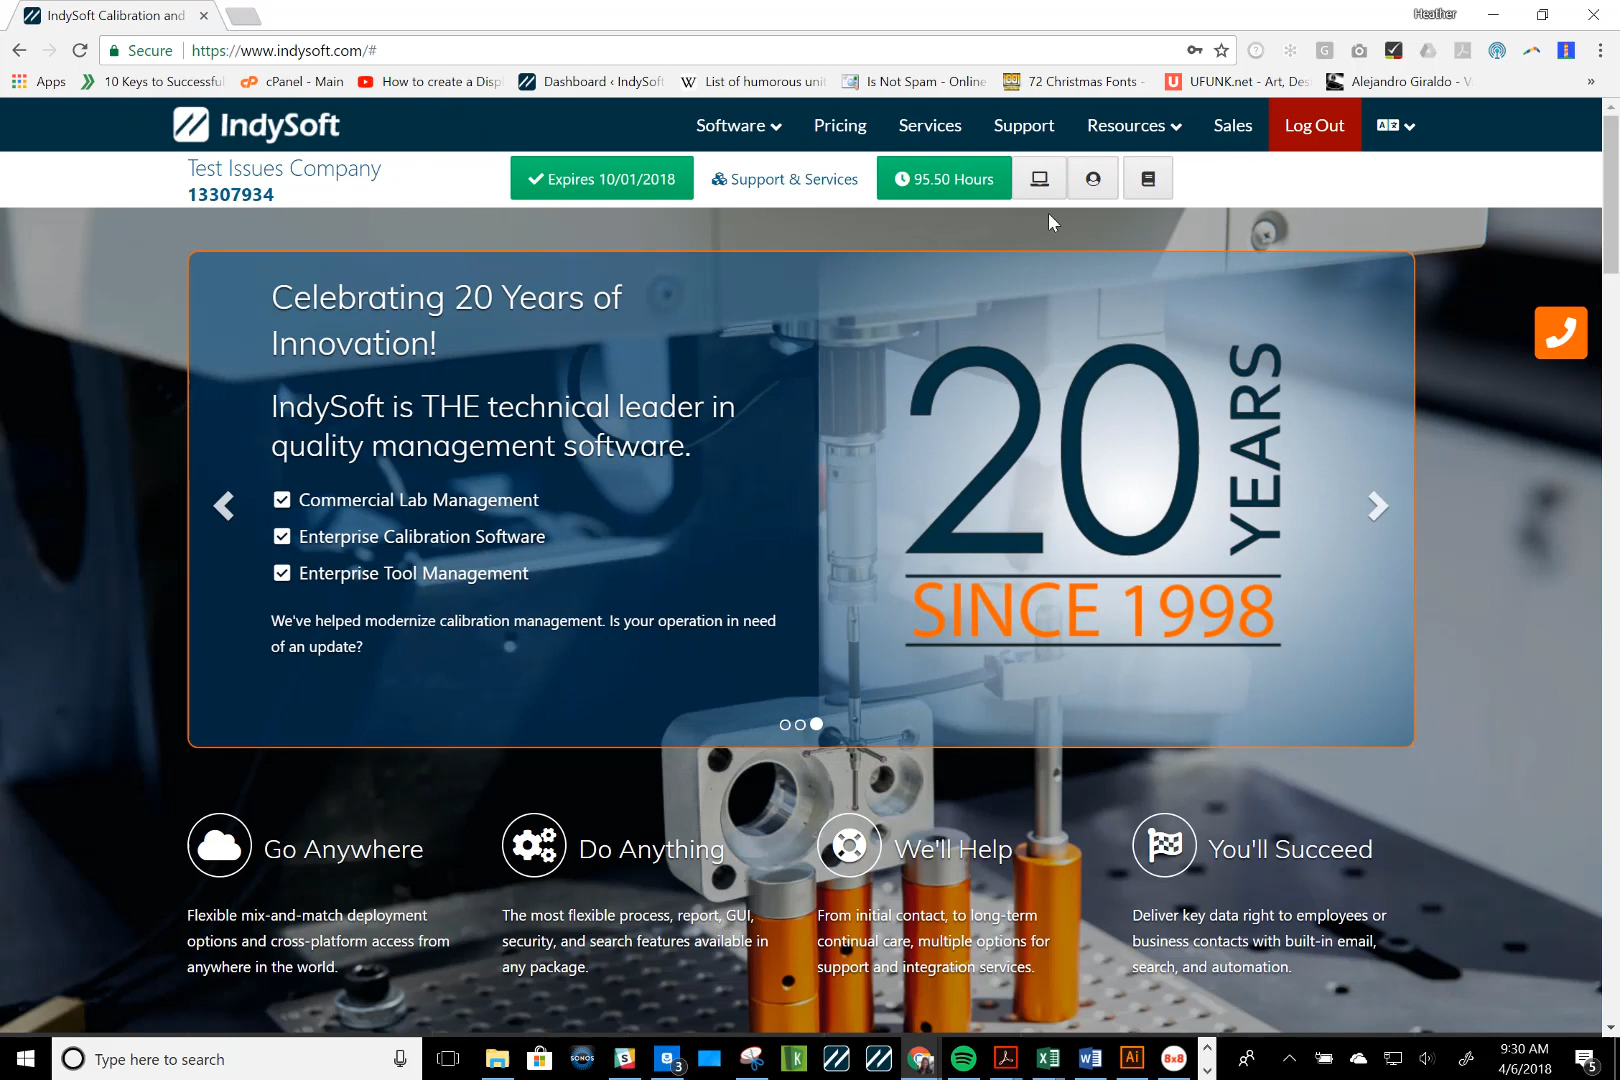 IndySoft Calibration and
Heather
Secure
https://www.indysoft.com/#
Apps
10 Keys to Successful
cPanel - Main
How to create a Disp
Dashboard ‹ IndySoft
List of humorous unit
Is Not Spam - Online
72 Christmas Fonts -
UFUNK.net - Art, Des
Alejandro Giraldo - V
»
IndySoft
Software
Pricing
Services
Support
Resources
Sales
Log Out
Test Issues Company
13307934
Expires 10/01/2018
Support & Services
95.50 Hours
Celebrating 20 Years of
Innovation!
IndySoft is THE technical leader in
quality management software.
Commercial Lab Management
Enterprise Calibration Software
Enterprise Tool Management
We've helped modernize calibration management. Is your operation in need
of an update?
20
YEARS
SINCE 1998
Go Anywhere
Flexible mix-and-match deployment
options and cross-platform access from
anywhere in the world.
Do Anything
The most flexible process, report, GUI,
security, and search features available in
any package.
We'll Help
From initial contact, to long-term
continual care, multiple options for
support and integration services.
You'll Succeed
Deliver key data right to employees or
business contacts with built-in email,
search, and automation.
Type here to search
SONOS
3
K
Ai
8x8
9:30 AM
4/6/2018
5